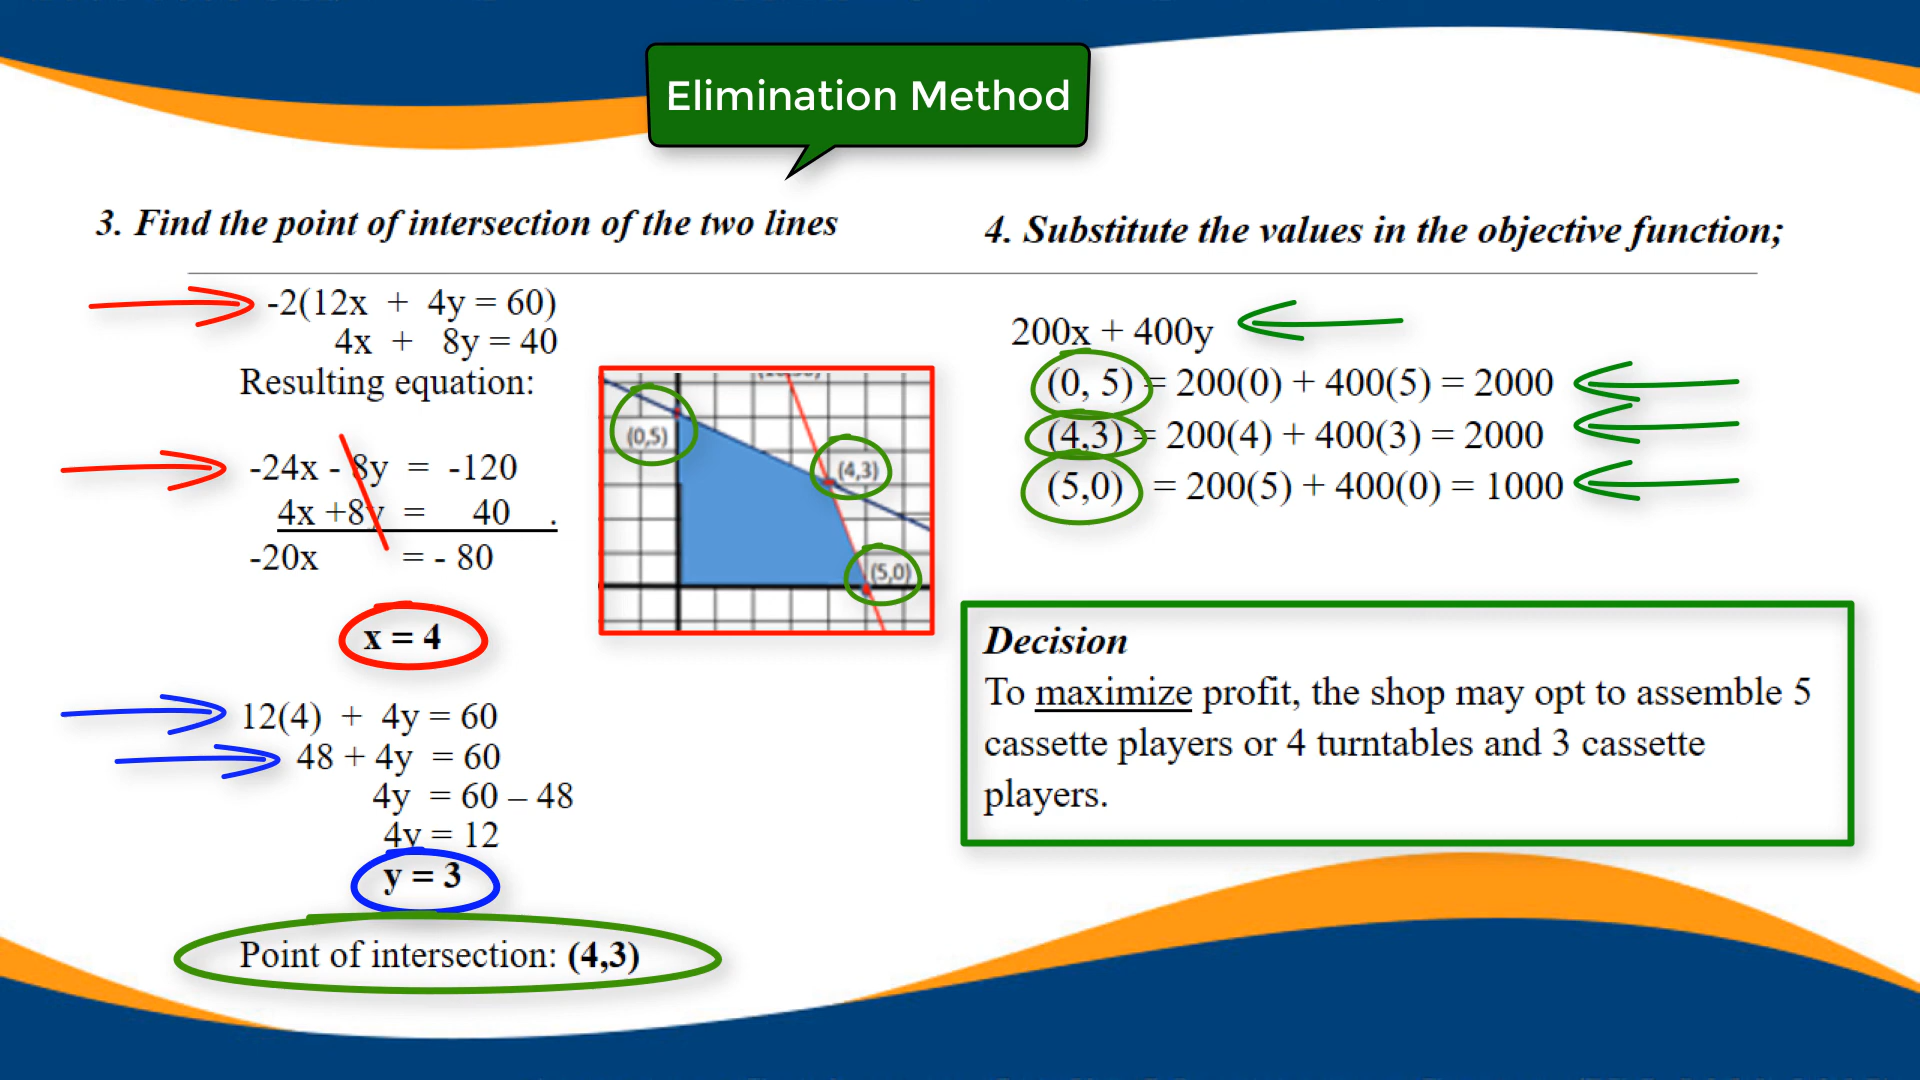 Elimination Method
3. Find the point of intersection of the two lines
-2(12x + 4y = 60)
4x + 8y = 40
Resulting equation:
-24x - 8y = -120
4x +8y = 40 .
-20x = - 80
x = 4
12(4) + 4y = 60
48 + 4y = 60
4y = 60 – 48
4y = 12
y = 3
Point of intersection: (4,3)
(0,5)
(4,3)
(5,0)
4. Substitute the values in the objective function;
200x + 400y
(0, 5) = 200(0) + 400(5) = 2000
(4,3) = 200(4) + 400(3) = 2000
(5,0) = 200(5) + 400(0) = 1000
Decision
To maximize profit, the shop may opt to assemble 5
cassette players or 4 turntables and 3 cassette
players.